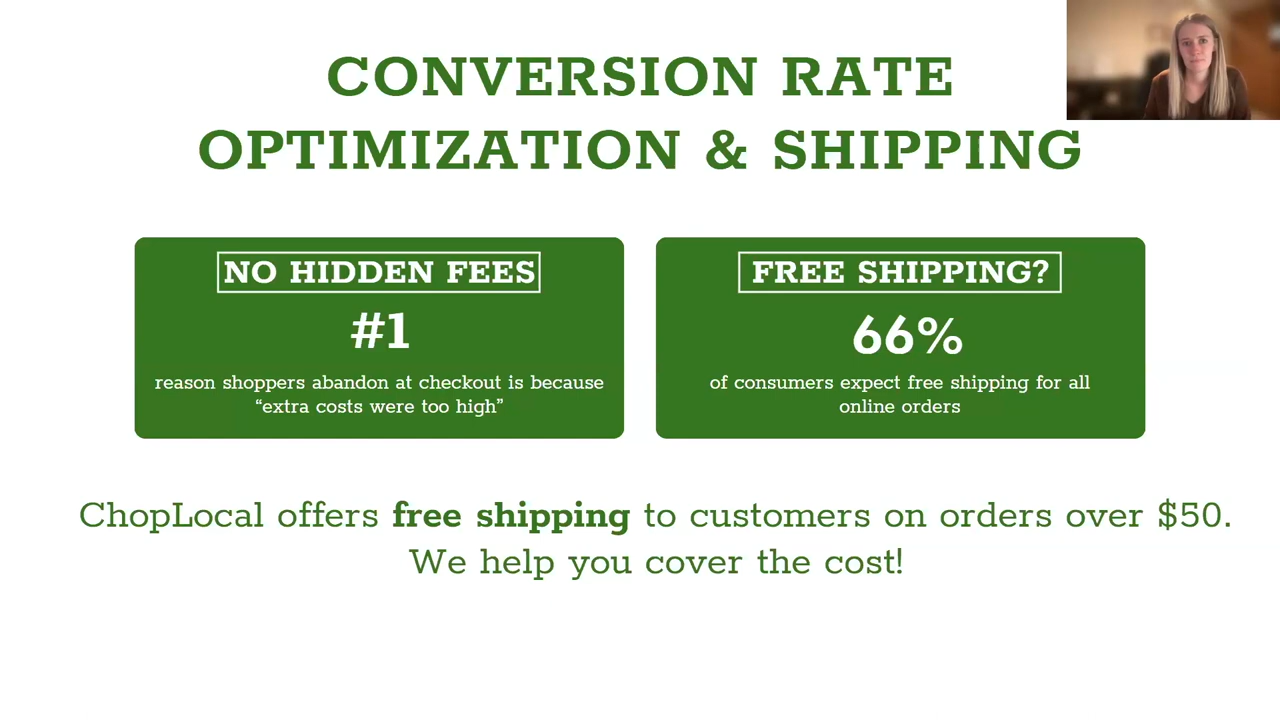 CONVERSION RATE
OPTIMIZATION & SHIPPING
NO HIDDEN FEES
#1
reason shoppers abandon at checkout is because
“extra costs were too high”
FREE SHIPPING?
66%
of consumers expect free shipping for all
online orders
ChopLocal offers free shipping to customers on orders over $50.
We help you cover the cost!